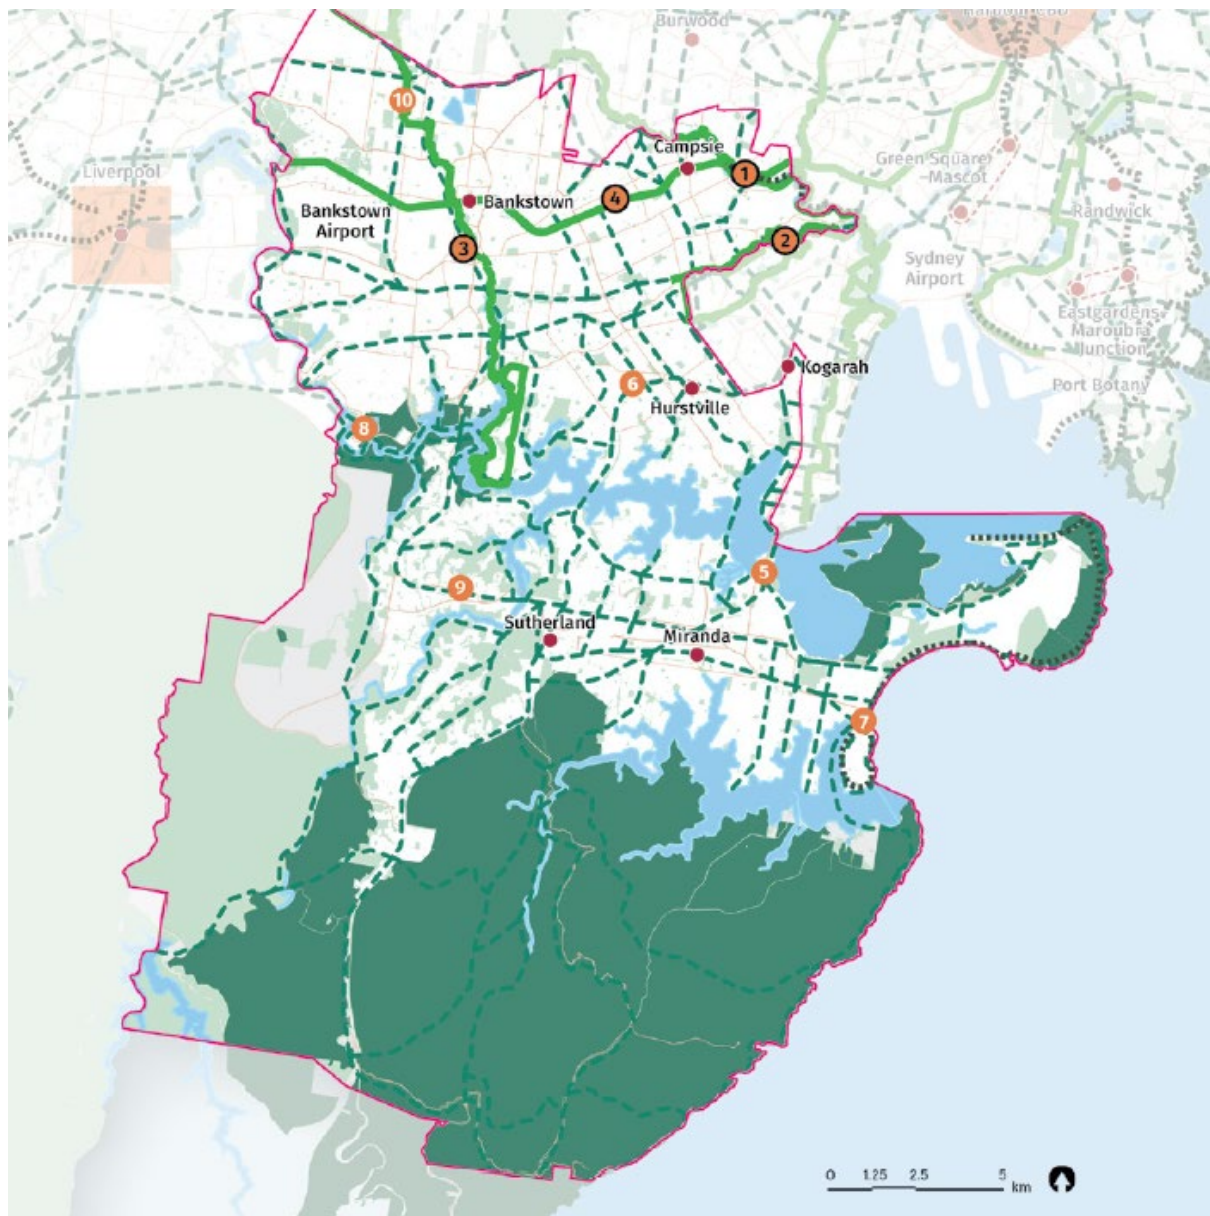 Burwood
Harbour CBD
10
Campsie
Green Square
-Mascot
1
Liverpool
4
Bankstown
Randwick
Bankstown
Airport
3
2
Sydney
Airport
Eastgardens
Maroubra
Junction
Kogarah
6
Hurstville
Port Botany
8
5
9
Sutherland
Miranda
7
0 1.25 2.5 5
km